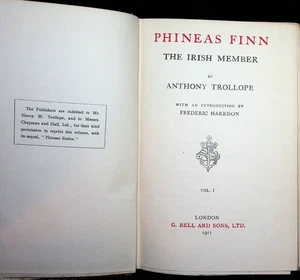 The Publishers are indebted to Mr.
Henry M. Trollope, and to Messrs.
Chapman and Hall, Ltd., for their kind
permission to reprint this volume, with
its sequel, "Phineas Redux."
PHINEAS FINN
THE IRISH MEMBER
BY
ANTHONY TROLLOPE
WITH AN INTRODUCTION BY
FREDERIC HARRISON
VOL. I
LONDON
G. BELL AND SONS, LTD.
1911